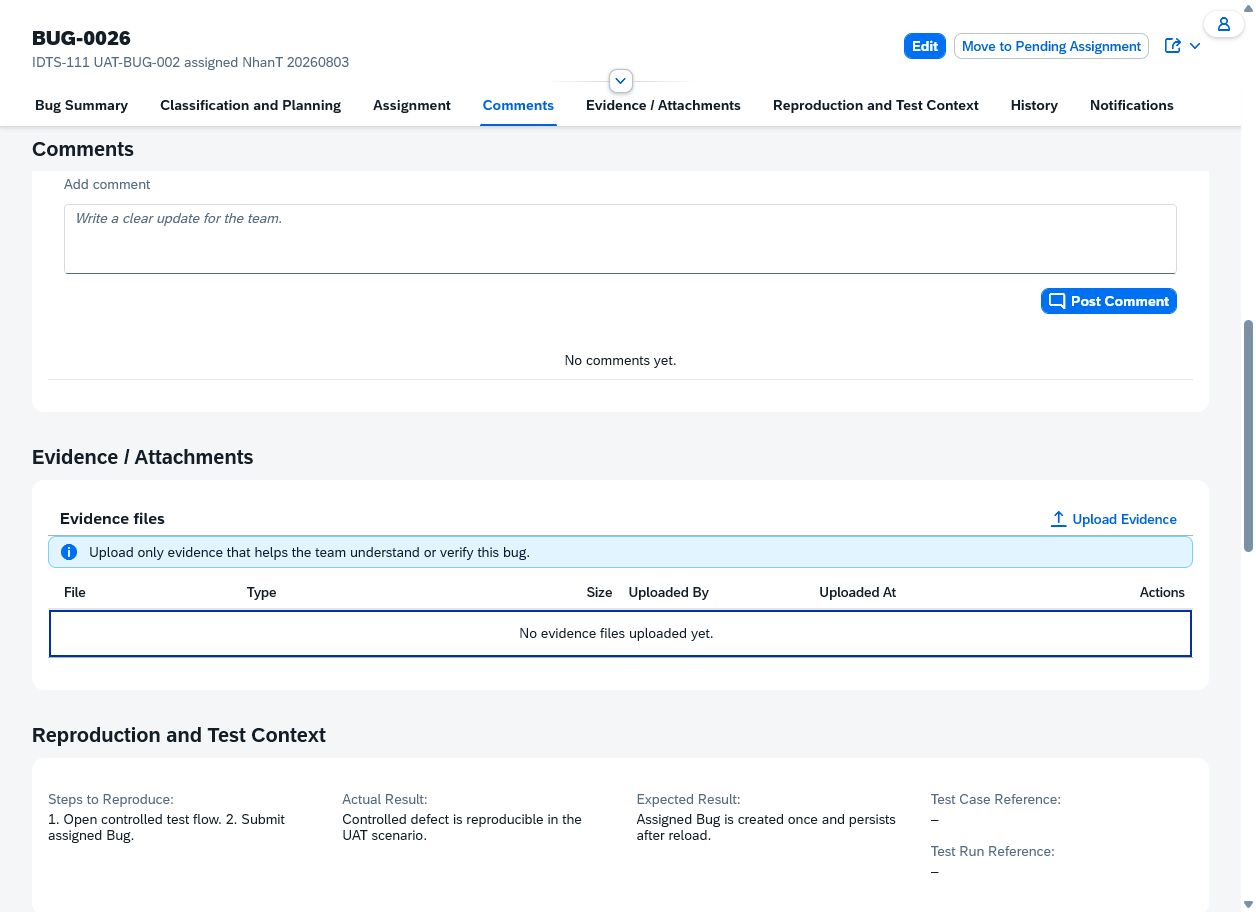 BUG-0026
IDTS-111 UAT-BUG-002 assigned NhanT 20260803
Edit
Move to Pending Assignment
Bug Summary
Classification and Planning
Assignment
Comments
Evidence / Attachments
Reproduction and Test Context
History
Notifications
Comments
Add comment
Write a clear update for the team.
Post Comment
No comments yet.
Evidence / Attachments
Evidence files
Upload Evidence
Upload only evidence that helps the team understand or verify this bug.
File
Type
Size
Uploaded By
Uploaded At
Actions
No evidence files uploaded yet.
Reproduction and Test Context
Steps to Reproduce:
1. Open controlled test flow. 2. Submit
assigned Bug.
Actual Result:
Controlled defect is reproducible in the
UAT scenario.
Expected Result:
Assigned Bug is created once and persists
after reload.
Test Case Reference:
–
Test Run Reference:
–